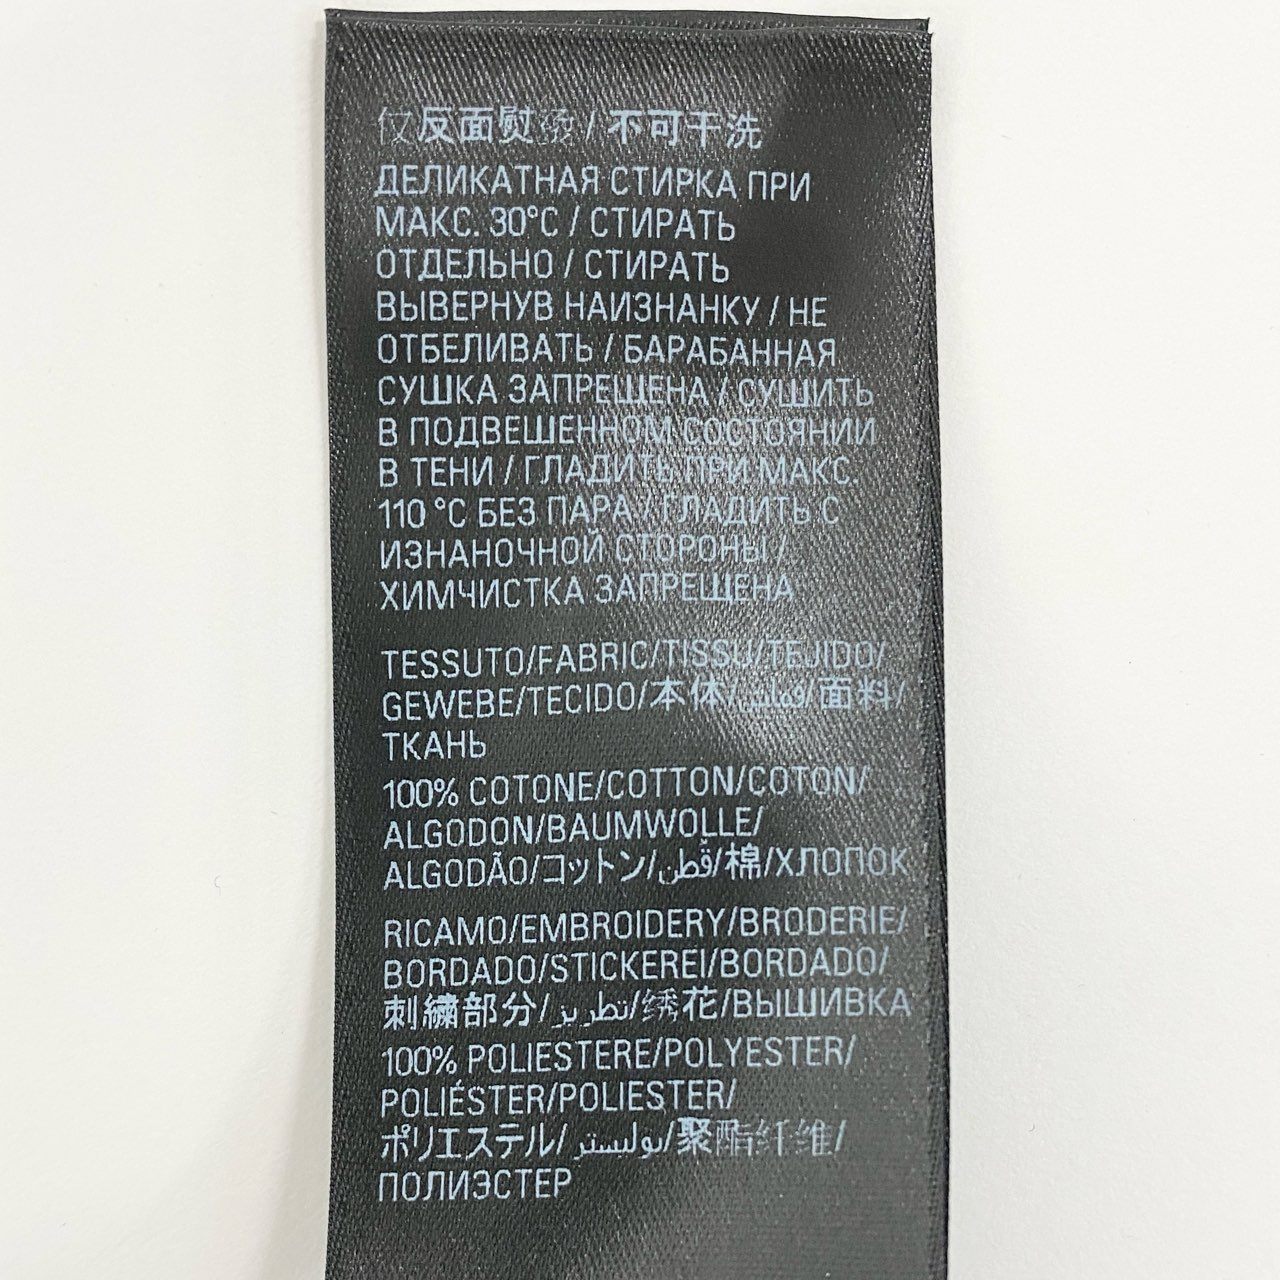 仅反面熨烫 / 不可干洗
ДЕЛИКАТНАЯ СТИРКА ПРИ
МАКС. 30°C / СТИРАТЬ
ОТДЕЛЬНО / СТИРАТЬ
ВЫВЕРНУВ НАИЗНАНКУ / НЕ
ОТБЕЛИВАТЬ / БАРАБАННАЯ
СУШКА ЗАПРЕЩЕНА / СУШИТЬ
В ПОДВЕШЕННОМ СОСТОЯНИИ
В ТЕНИ / ГЛАДИТЬ ПРИ МАКС.
110 °C БЕЗ ПАРА / ГЛАДИТЬ С
ИЗНАНОЧНОЙ СТОРОНЫ /
ХИМЧИСТКА ЗАПРЕЩЕНА
TESSUTO/FABRIC/TISSU/TEJIDO/
GEWEBE/TECIDO/本体/قماش/面料/
ТКАНЬ
100% COTONE/COTTON/COTON/
ALGODON/BAUMWOLLE/
ALGODÃO/コットン/قطن/棉/ХЛОПОК
RICAMO/EMBROIDERY/BRODERIE/
BORDADO/STICKEREI/BORDADO/
刺繍部分/تطريز/绣花/ВЫШИВКА
100% POLIESTERE/POLYESTER/
POLIÉSTER/POLIESTER/
ポリエステル/بوليستر/聚酯纤维/
ПОЛИЭСТЕР